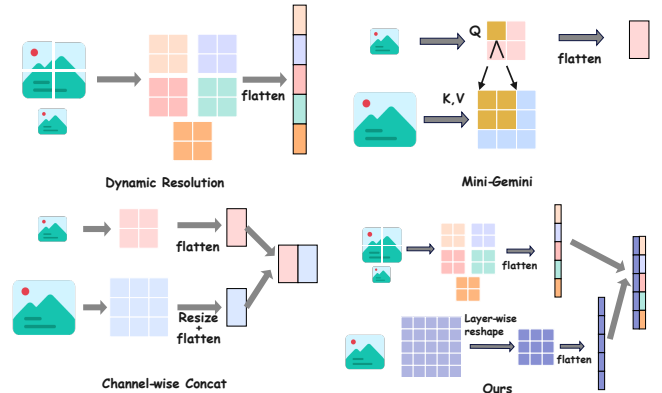 flatten
Dynamic Resolution
Q
flatten
K,V
Mini-Gemini
flatten
Resize
+
flatten
Channel-wise Concat
flatten
Layer-wise
reshape
flatten
Ours